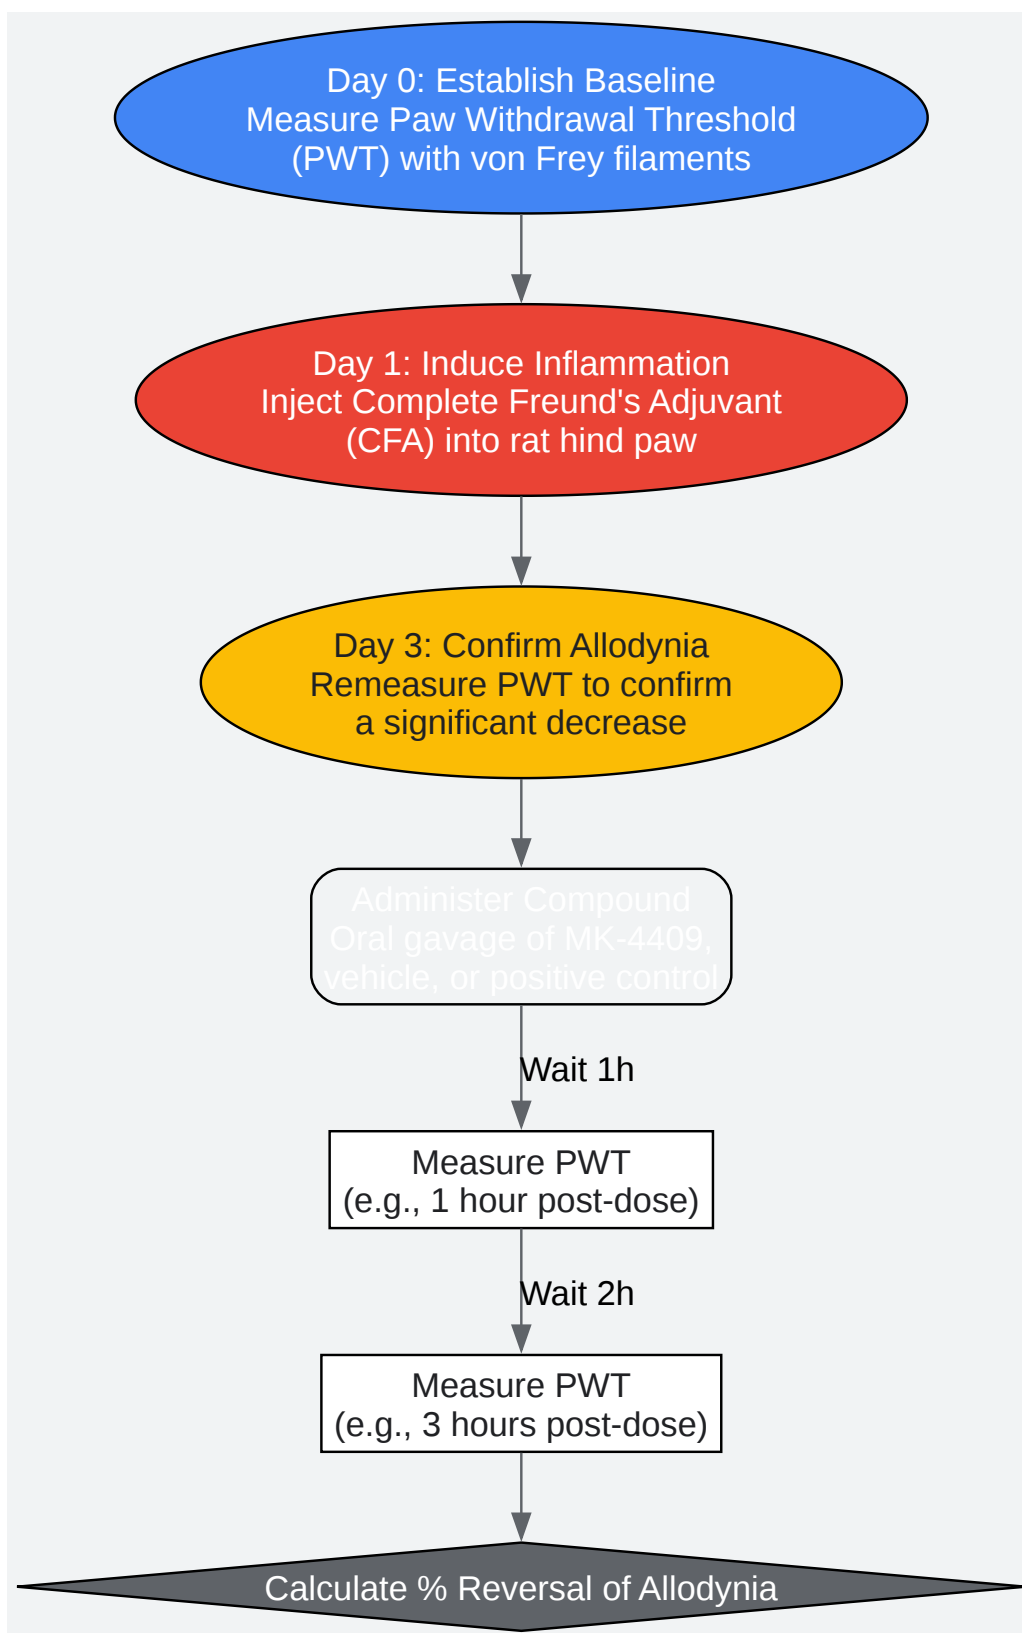 Day 0: Establish Baseline
Measure Paw Withdrawal Threshold
(PWT) with von Frey filaments
Day 1: Induce Inflammation
Inject Complete Freund's Adjuvant
(CFA) into rat hind paw
Day 3: Confirm Allodynia
Remeasure PWT to confirm
a significant decrease
Administer Compound
Oral gavage of MK-4409,
vehicle, or positive control
Wait 1h
Measure PWT
(e.g., 1 hour post-dose)
Wait 2h
Measure PWT
(e.g., 3 hours post-dose)
Calculate % Reversal of Allodynia